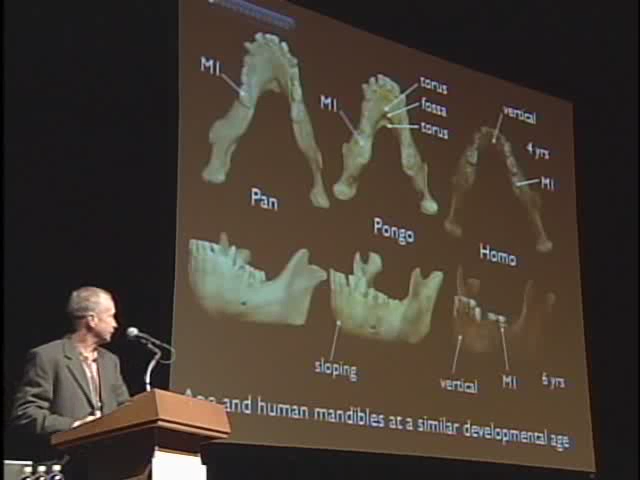 M1
torus
fossa
torus
M1
vertical
4 yrs
M1
Pan
Pongo
Homo
sloping
vertical
M1
6 yrs
Ape and human mandibles at a similar developmental age